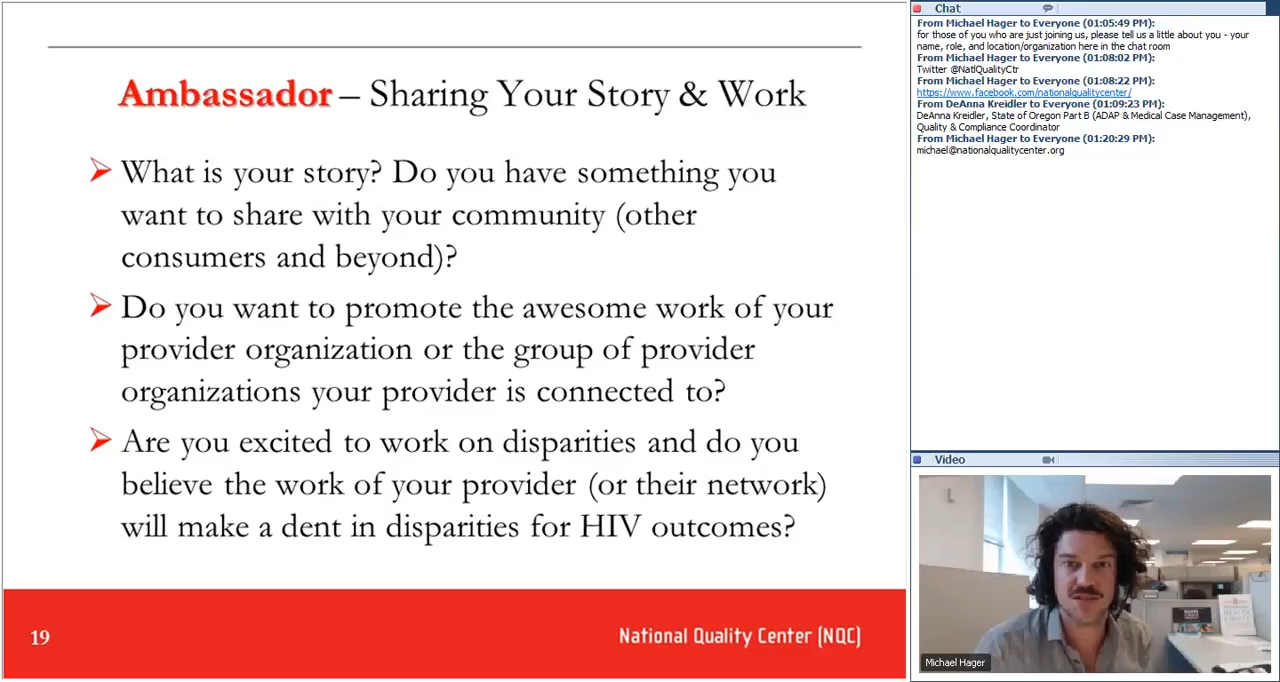 Ambassador – Sharing Your Story & Work
What is your story? Do you have something you
want to share with your community (other
consumers and beyond)?
Do you want to promote the awesome work of your
provider organization or the group of provider
organizations your provider is connected to?
Are you excited to work on disparities and do you
believe the work of your provider (or their network)
will make a dent in disparities for HIV outcomes?
19
National Quality Center (NQC)
Chat
From Michael Hager to Everyone (01:05:49 PM):
for those of you who are just joining us, please tell us a little about you - your
name, role, and location/organization here in the chat room
From Michael Hager to Everyone (01:08:02 PM):
Twitter @NatlQualityCtr
From Michael Hager to Everyone (01:08:22 PM):
https://www.facebook.com/nationalqualitycenter/
From DeAnna Kreidler to Everyone (01:09:23 PM):
DeAnna Kreidler, State of Oregon Part B (ADAP & Medical Case Management),
Quality & Compliance Coordinator
From Michael Hager to Everyone (01:20:29 PM):
michael@nationalqualitycenter.org
Video
Michael Hager